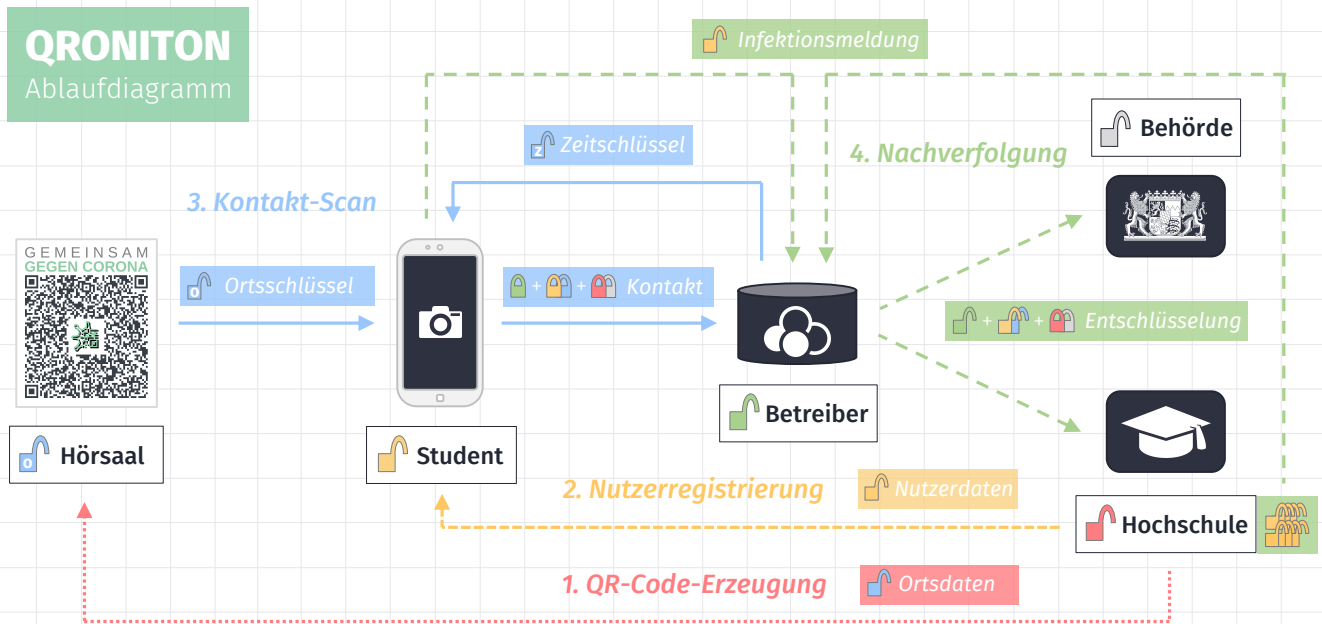 QRONITON
Ablaufdiagramm
Infektionsmeldung
Behörde
Z Zeitschlüssel
4. Nachverfolgung
3. Kontakt-Scan
GEMEINSAM
GEGEN CORONA
O Ortsschlüssel
+ + Kontakt
+ + Entschlüsselung
Betreiber
O Hörsaal
Student
2. Nutzerregistrierung
Nutzerdaten
Hochschule
1. QR-Code-Erzeugung
Ortsdaten